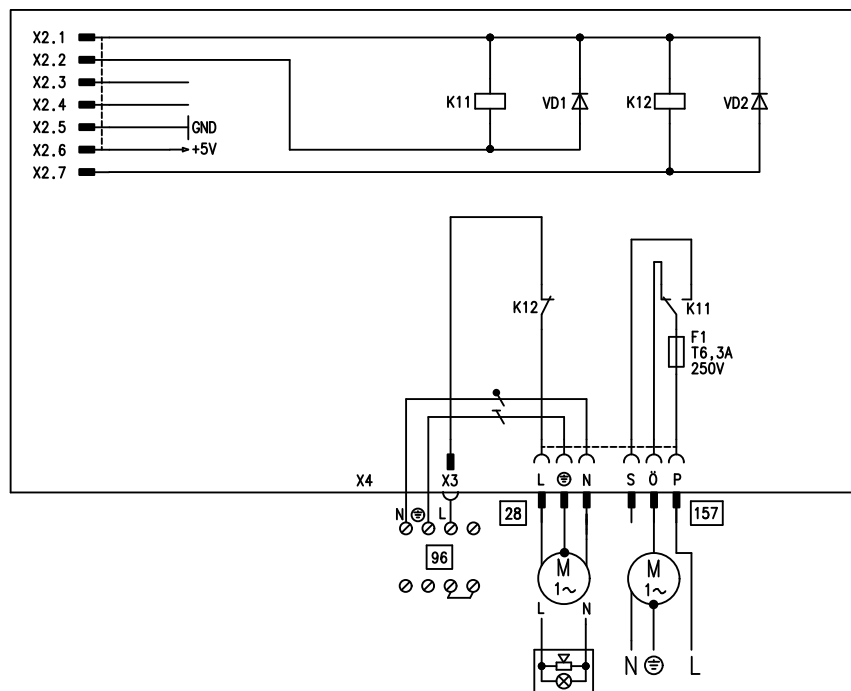 X2.1
X2.2
X2.3
X2.4
X2.5
X2.6
X2.7
GND
+5V
K11
VD1
K12
VD2
K12
K11
F1
T6,3A
250V
X4
X3
L
N
S
Ö
P
N
L
28
157
96
M
1~
M
1~
L
N
N
L